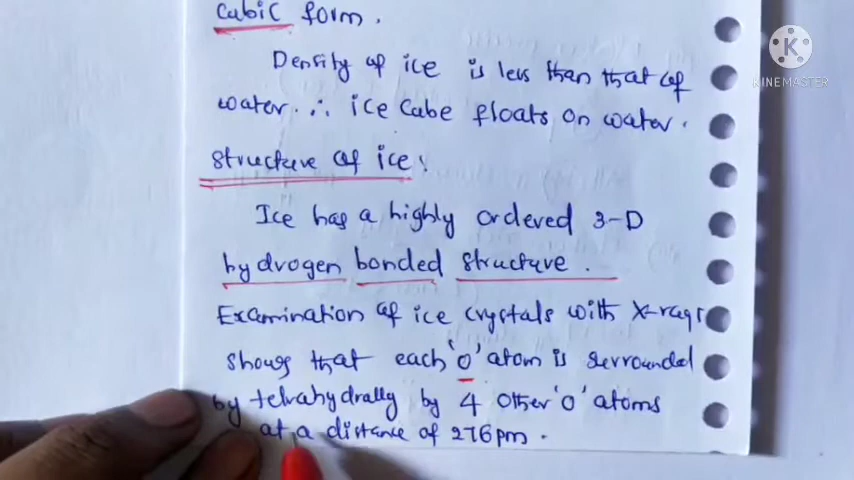 cubic form.
Density of ice is less than that of
water. ∴ ice cube floats on water.
structure of ice:
Ice has a highly ordered 3-D
hydrogen bonded structure.
Examination of ice crystals with X-rays
shows that each 'o' atom is serrounded
by tetrahydrally by 4 other 'o' atoms
at a distance of 276pm.
KINEMASTER